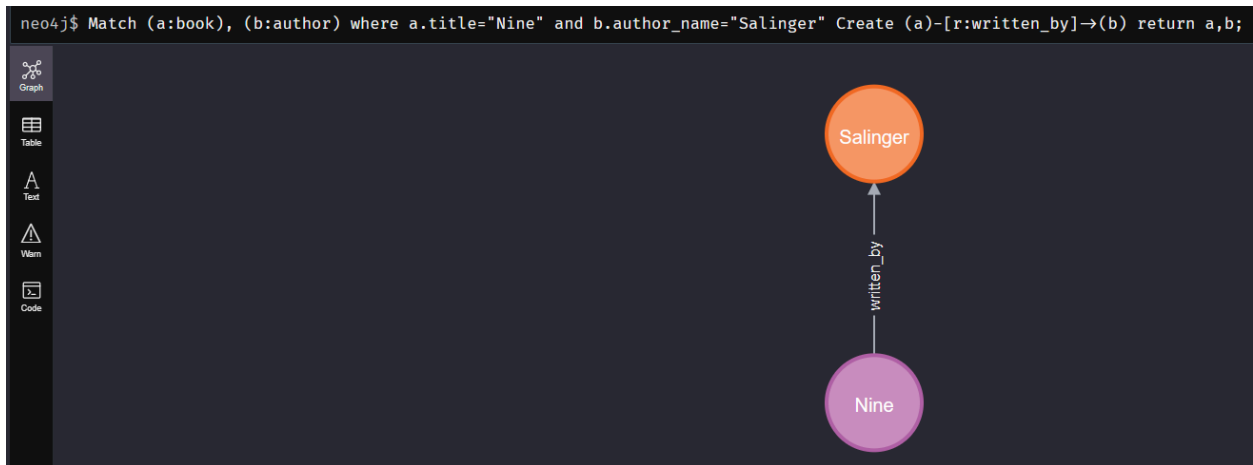 neo4j$ Match (a:book), (b:author) where a.title="Nine" and b.author_name="Salinger" Create (a)-[r:written_by]→(b) return a,b;
Graph
Table
Text
Warn
Code
Salinger
written_by
Nine